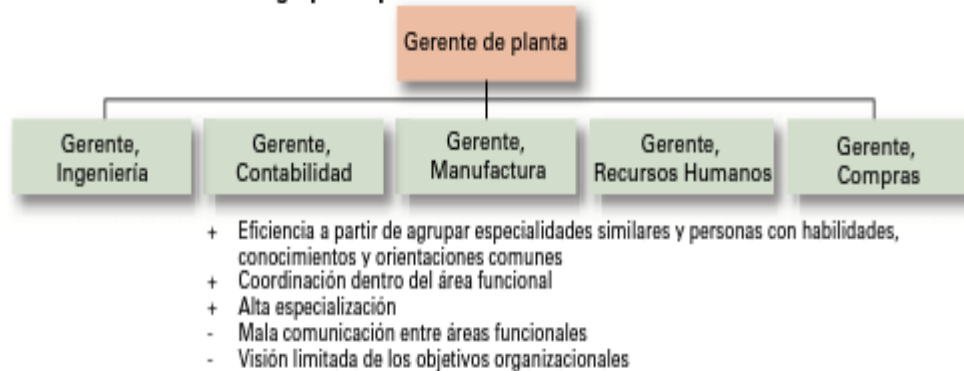 Gerente de planta
Gerente,
Ingeniería
Gerente,
Contabilidad
Gerente,
Manufactura
Gerente,
Recursos Humanos
Gerente,
Compras
+ Eficiencia a partir de agrupar especialidades similares y personas con habilidades,
conocimientos y orientaciones comunes
+ Coordinación dentro del área funcional
+ Alta especialización
- Mala comunicación entre áreas funcionales
- Visión limitada de los objetivos organizacionales